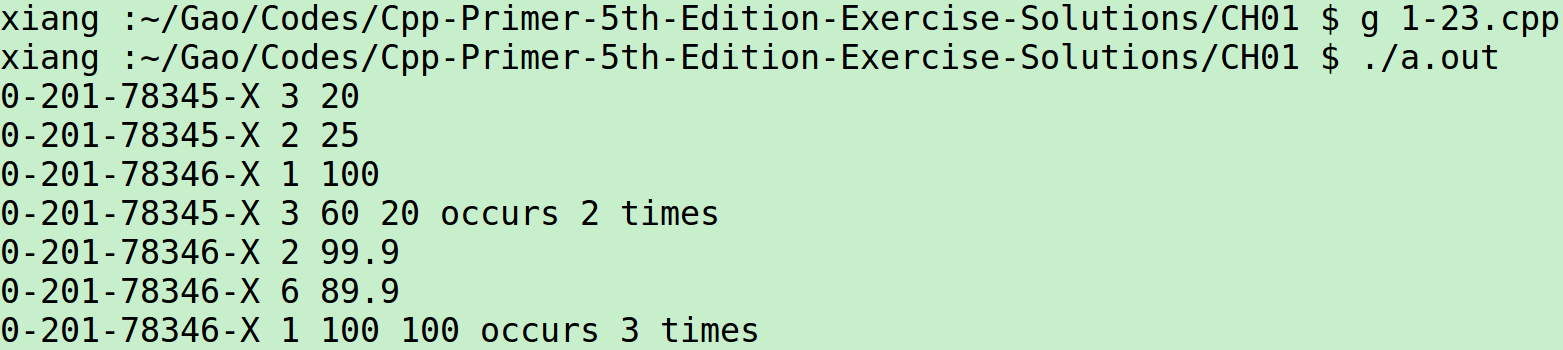 xiang :~/Gao/Codes/Cpp-Primer-5th-Edition-Exercise-Solutions/CH01 $ g 1-23.cpp
xiang :~/Gao/Codes/Cpp-Primer-5th-Edition-Exercise-Solutions/CH01 $ ./a.out
0-201-78345-X 3 20
0-201-78345-X 2 25
0-201-78346-X 1 100
0-201-78345-X 3 60 20 occurs 2 times
0-201-78346-X 2 99.9
0-201-78346-X 6 89.9
0-201-78346-X 1 100 100 occurs 3 times